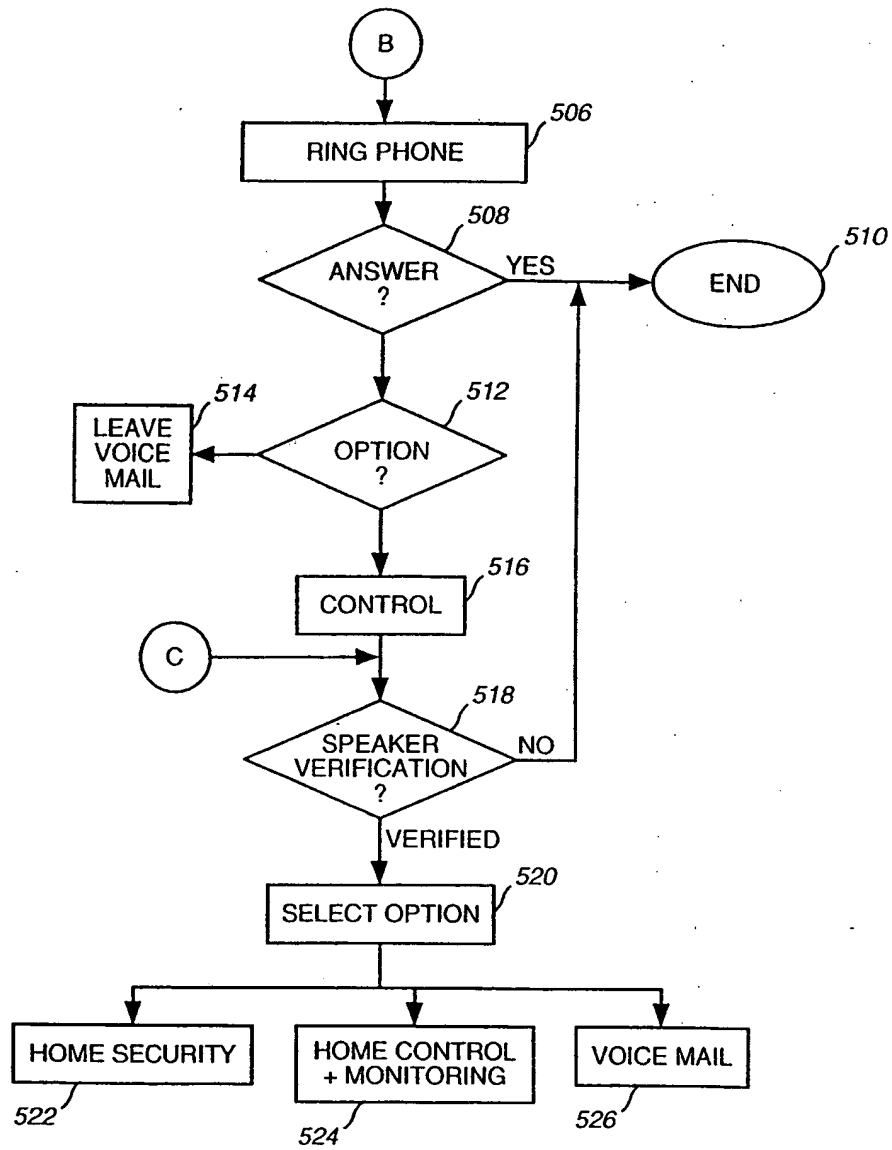 B
506
RING PHONE
508
ANSWER
?
YES
510
END
512
514
LEAVE
VOICE
MAIL
OPTION
?
516
CONTROL
C
518
SPEAKER
VERIFICATION
?
NO
VERIFIED
520
SELECT OPTION
HOME SECURITY
522
HOME CONTROL
+ MONITORING
524
VOICE MAIL
526